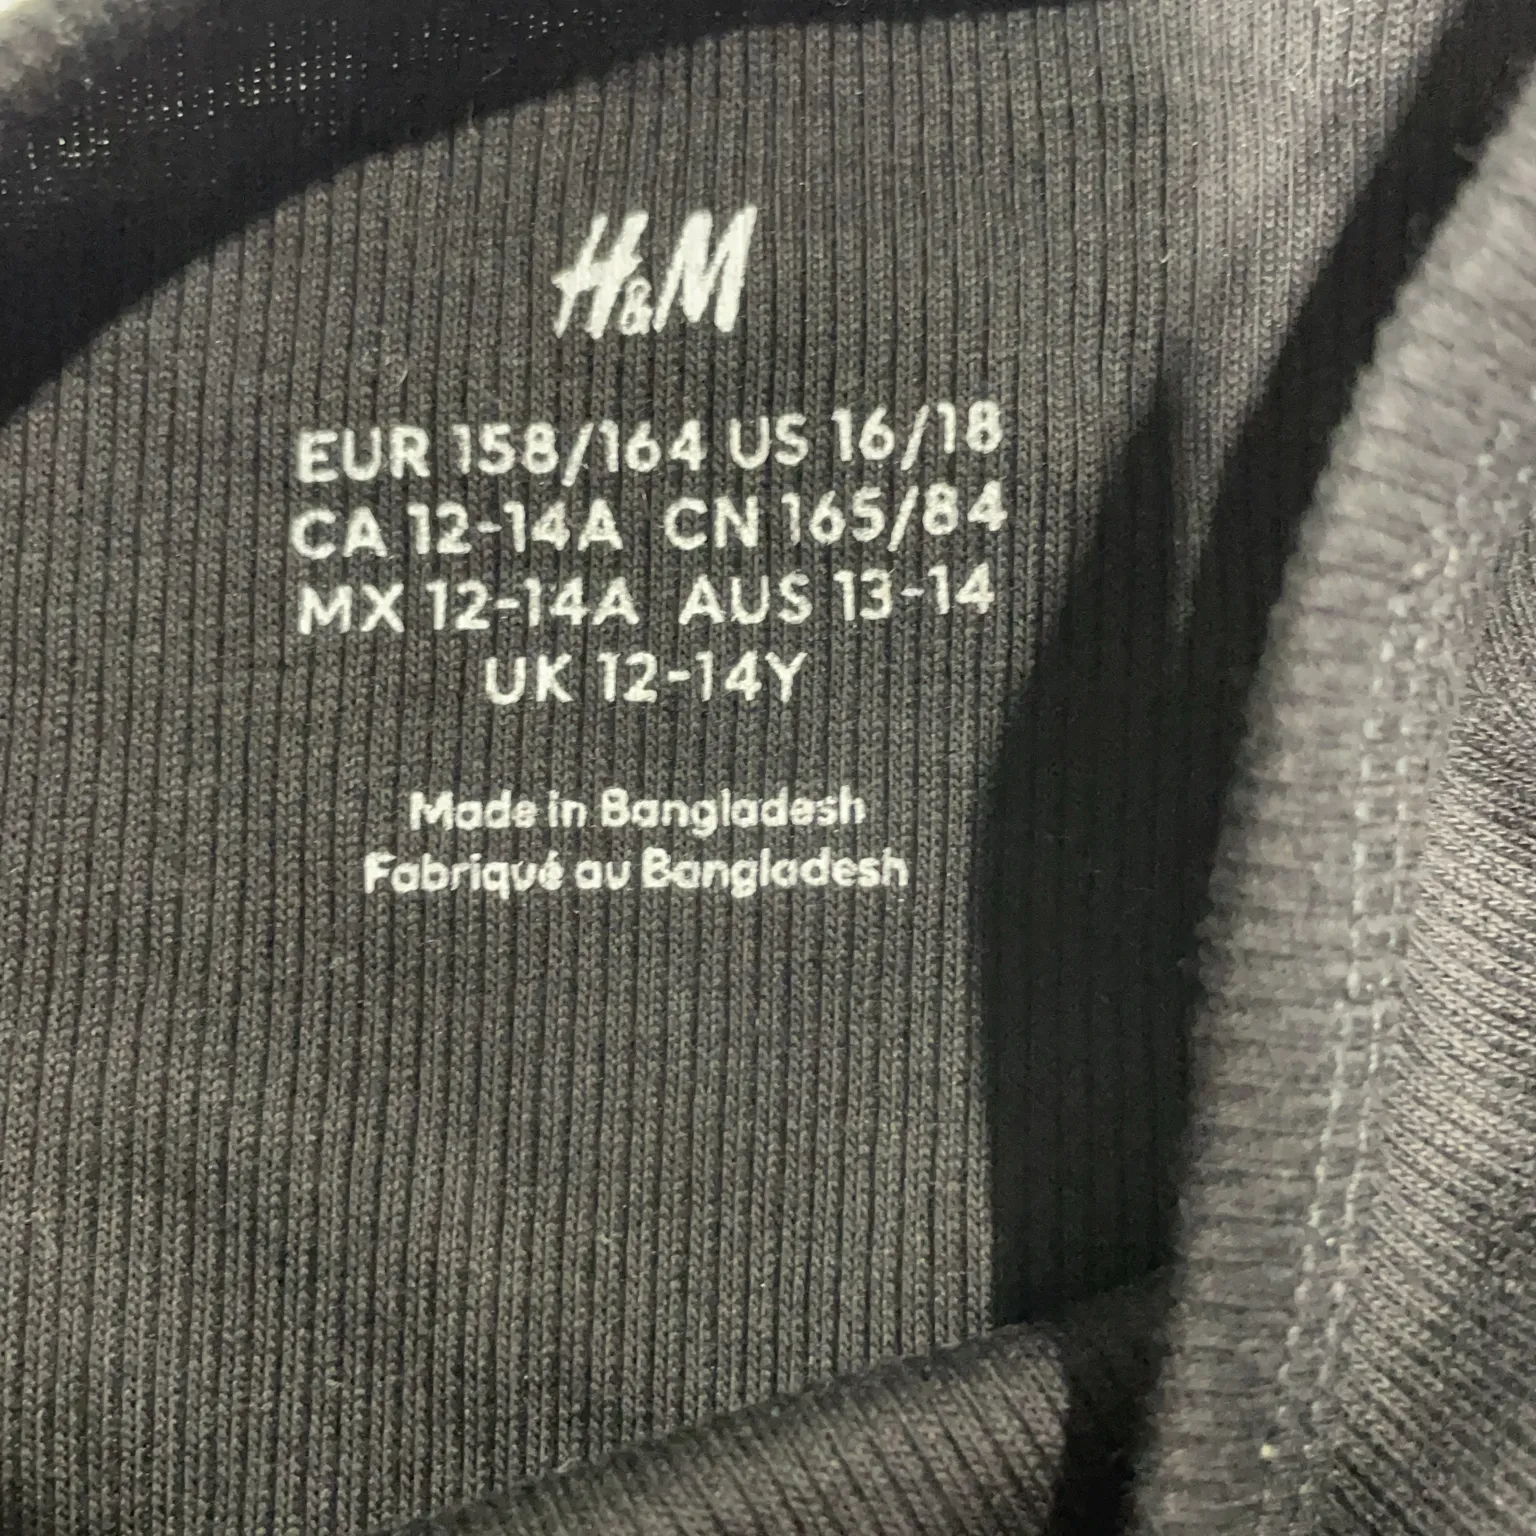 H&M
EUR 158/164 US 16/18
CA 12-14A CN 165/84
MX 12-14A AUS 13-14
UK 12-14Y
Made in Bangladesh
Fabriqué au Bangladesh